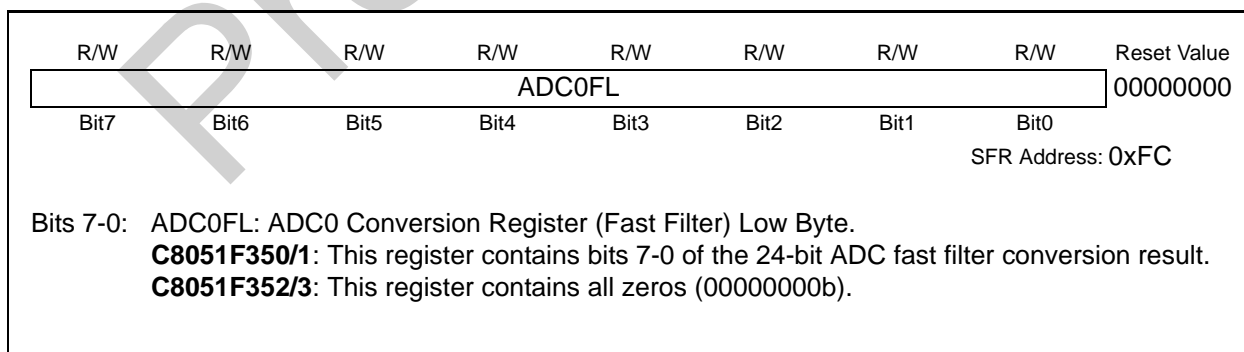 R/W R/W R/W R/W R/W R/W R/W R/W Reset Value
ADC0FL 00000000
Bit7 Bit6 Bit5 Bit4 Bit3 Bit2 Bit1 Bit0
SFR Address: 0xFC
Bits 7-0: ADC0FL: ADC0 Conversion Register (Fast Filter) Low Byte.
C8051F350/1: This register contains bits 7-0 of the 24-bit ADC fast filter conversion result.
C8051F352/3: This register contains all zeros (00000000b).